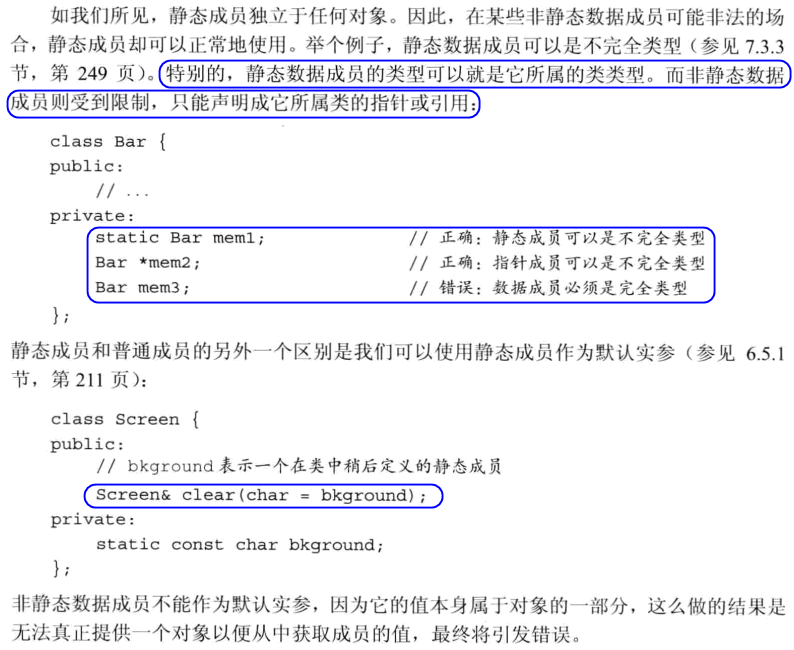 如我们所见，静态成员独立于任何对象。因此，在某些非静态数据成员可能非法的场
合，静态成员却可以正常地使用。举个例子，静态数据成员可以是不完全类型（参见 7.3.3
节，第 249 页）。特别的，静态数据成员的类型可以就是它所属的类类型。而非静态数据
成员则受到限制，只能声明成它所属类的指针或引用：
class Bar {
public:
// ...
private:
static Bar mem1; // 正确：静态成员可以是不完全类型
Bar *mem2; // 正确：指针成员可以是不完全类型
Bar mem3; // 错误：数据成员必须是完全类型
};
静态成员和普通成员的另外一个区别是我们可以使用静态成员作为默认实参（参见 6.5.1
节，第 211 页）：
class Screen {
public:
// bkground 表示一个在类中稍后定义的静态成员
Screen& clear(char = bkground);
private:
static const char bkground;
};
非静态数据成员不能作为默认实参，因为它的值本身属于对象的一部分，这么做的结果是
无法真正提供一个对象以便从中获取成员的值，最终将引发错误。